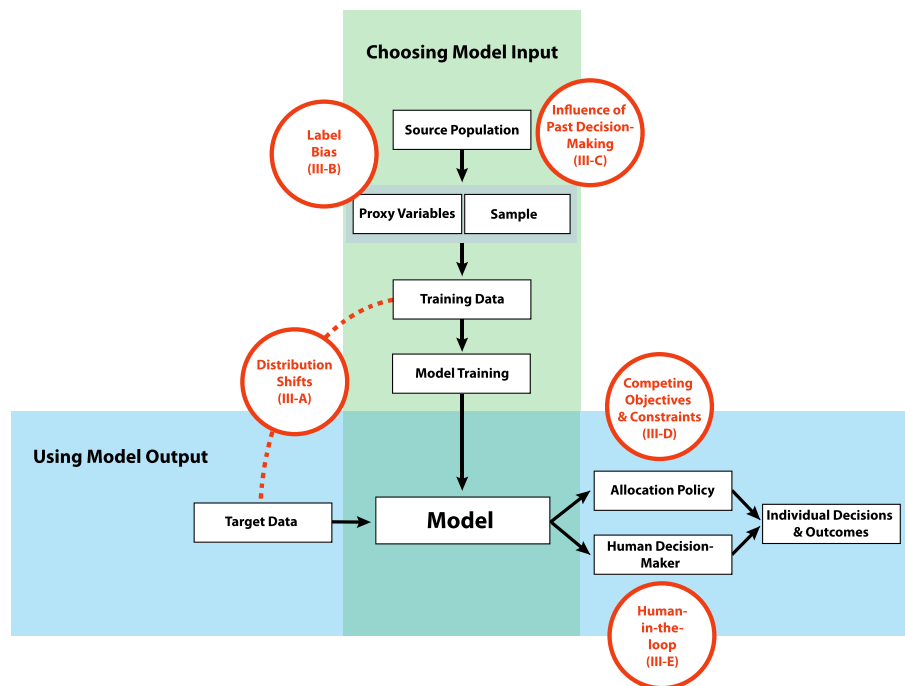 Choosing Model Input
Source Population
Influence of
Past Decision-
Making
(III-C)
Label
Bias
(III-B)
Proxy Variables
Sample
Training Data
Distribution
Shifts
(III-A)
Model Training
Competing
Objectives
& Constraints
(III-D)
Using Model Output
Target Data
Model
Allocation Policy
Human Decision-
Maker
Individual Decisions
& Outcomes
Human-
in-the-
loop
(III-E)